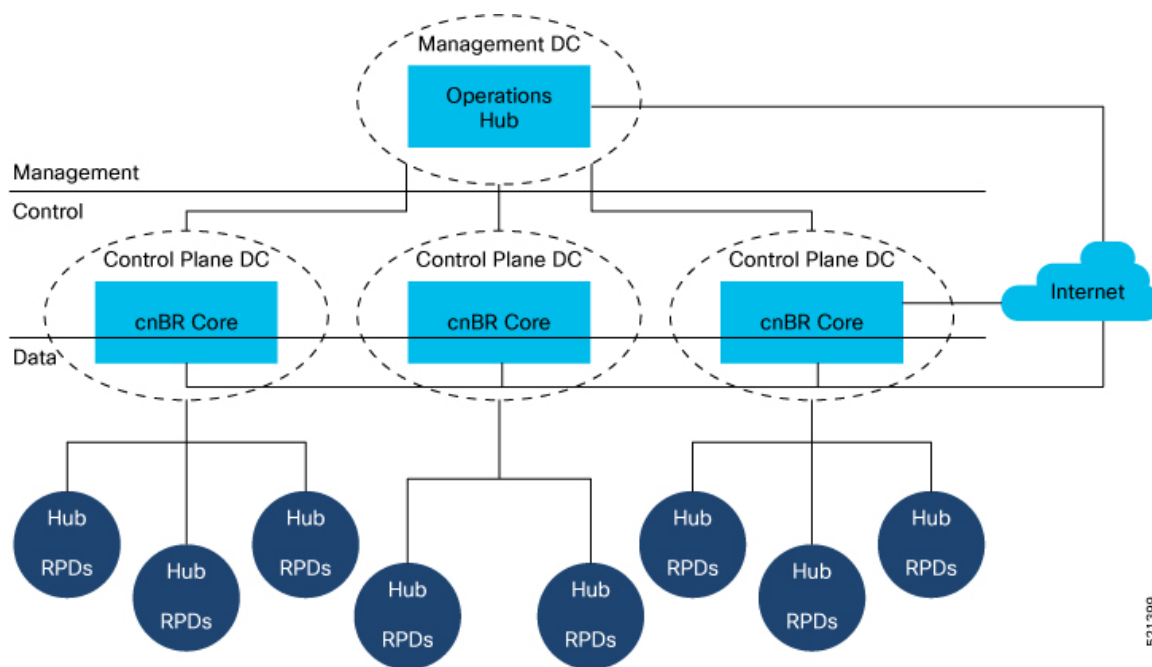 Management DC
Operations
Hub
Management
Control
Control Plane DC
Control Plane DC
Control Plane DC
cnBR Core
cnBR Core
cnBR Core
Internet
Data
Hub
RPDs
Hub
RPDs
Hub
RPDs
Hub
RPDs
Hub
RPDs
Hub
RPDs
Hub
RPDs
Hub
RPDs
521399